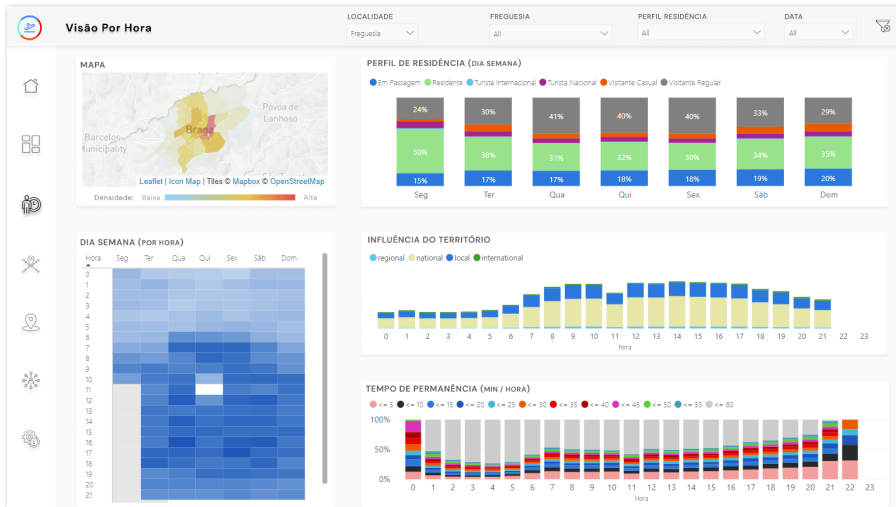 Visão Por Hora
LOCALIDADE
Freguesia
FREGUESIA
All
PERFIL RESIDÊNCIA
All
DATA
All
MAPA
Póvoa de
Lanhoso
Braga
Barcelos
Municipality
Leaflet | Icon Map | Tiles © Mapbox © OpenStreetMap
Densidade: Baixa Alta
PERFIL DE RESIDÊNCIA (DIA SEMANA)
Em Passagem Residente Turista Internacional Turista Nacional Visitante Casual Visitante Regular
24% 30% 41% 40% 40% 33% 29%
50% 38% 31% 32% 30% 34% 35%
15% 17% 17% 18% 18% 19% 20%
Seg Ter Qua Qui Sex Sáb Dom
DIA SEMANA (POR HORA)
Hora Seg Ter Qua Qui Sex Sáb Dom
0
1
2
3
4
5
6
7
8
9
10
11
12
13
14
15
16
17
18
19
20
21
INFLUÊNCIA DO TERRITÓRIO
regional national local international
0 1 2 3 4 5 6 7 8 9 10 11 12 13 14 15 16 17 18 19 20 21 22 23
hora
TEMPO DE PERMANÊNCIA (MIN / HORA)
<= 5 <= 10 <= 15 <= 20 <= 25 <= 30 <= 35 <= 40 <= 45 <= 50 <= 55 <= 60
100%
50%
0%
0 1 2 3 4 5 6 7 8 9 10 11 12 13 14 15 16 17 18 19 20 21 22 23
Hora